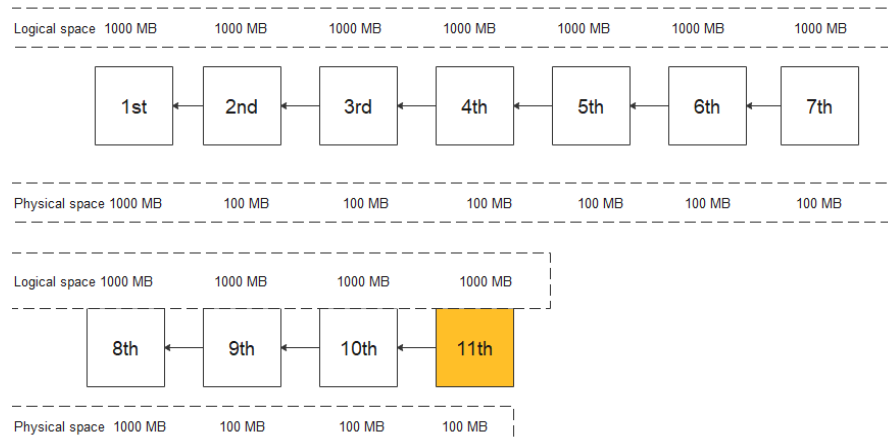 Logical space 1000 MB 1000 MB 1000 MB 1000 MB 1000 MB 1000 MB 1000 MB
1st 2nd 3rd 4th 5th 6th 7th
Physical space 1000 MB 100 MB 100 MB 100 MB 100 MB 100 MB 100 MB
Logical space 1000 MB 1000 MB 1000 MB 1000 MB
8th 9th 10th 11th
Physical space 1000 MB 100 MB 100 MB 100 MB